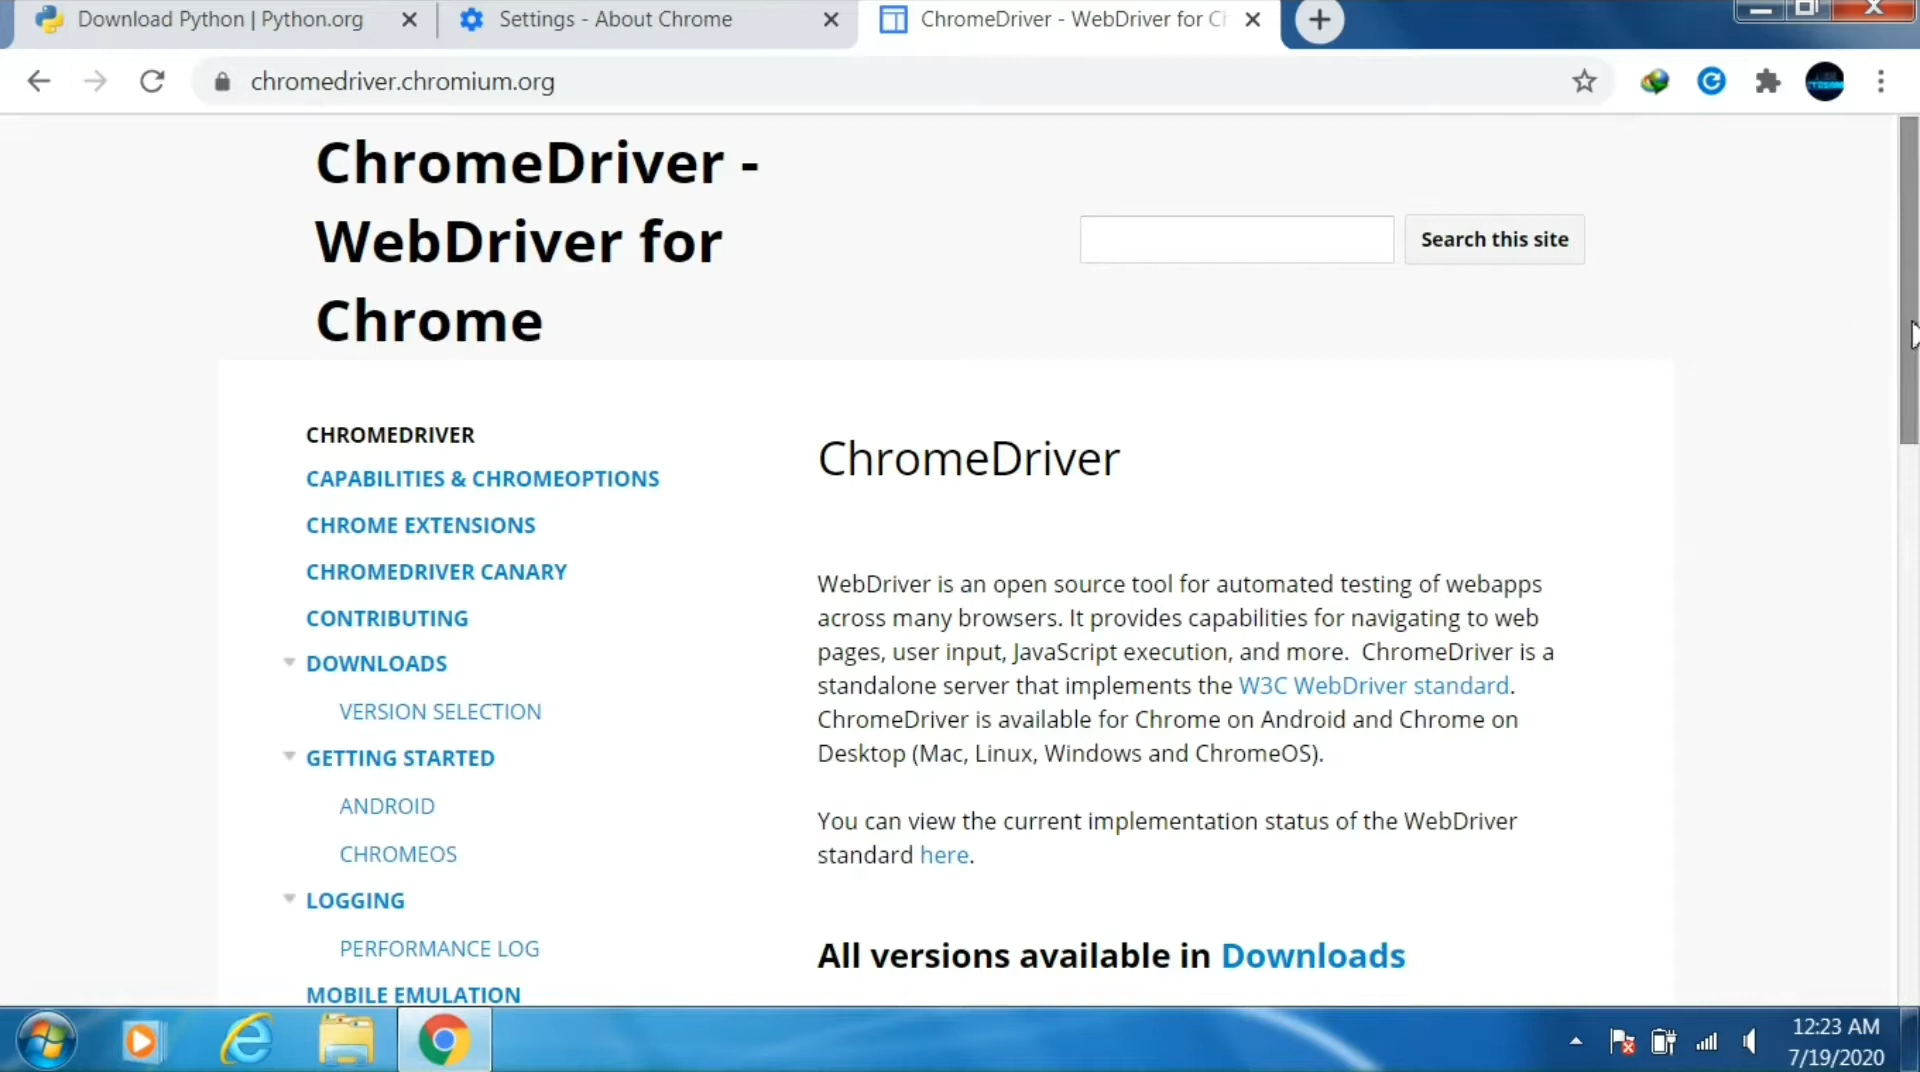 Download Python | Python.org
Settings - About Chrome
ChromeDriver - WebDriver for Ch
chromedriver.chromium.org
ChromeDriver -
WebDriver for
Chrome
Search this site
CHROMEDRIVER
CAPABILITIES & CHROMEOPTIONS
CHROME EXTENSIONS
CHROMEDRIVER CANARY
CONTRIBUTING
DOWNLOADS
VERSION SELECTION
GETTING STARTED
ANDROID
CHROMEOS
LOGGING
PERFORMANCE LOG
MOBILE EMULATION
ChromeDriver
WebDriver is an open source tool for automated testing of webapps
across many browsers. It provides capabilities for navigating to web
pages, user input, JavaScript execution, and more.  ChromeDriver is a
standalone server that implements the W3C WebDriver standard.
ChromeDriver is available for Chrome on Android and Chrome on
Desktop (Mac, Linux, Windows and ChromeOS).
You can view the current implementation status of the WebDriver
standard here.
All versions available in Downloads
12:23 AM
7/19/2020